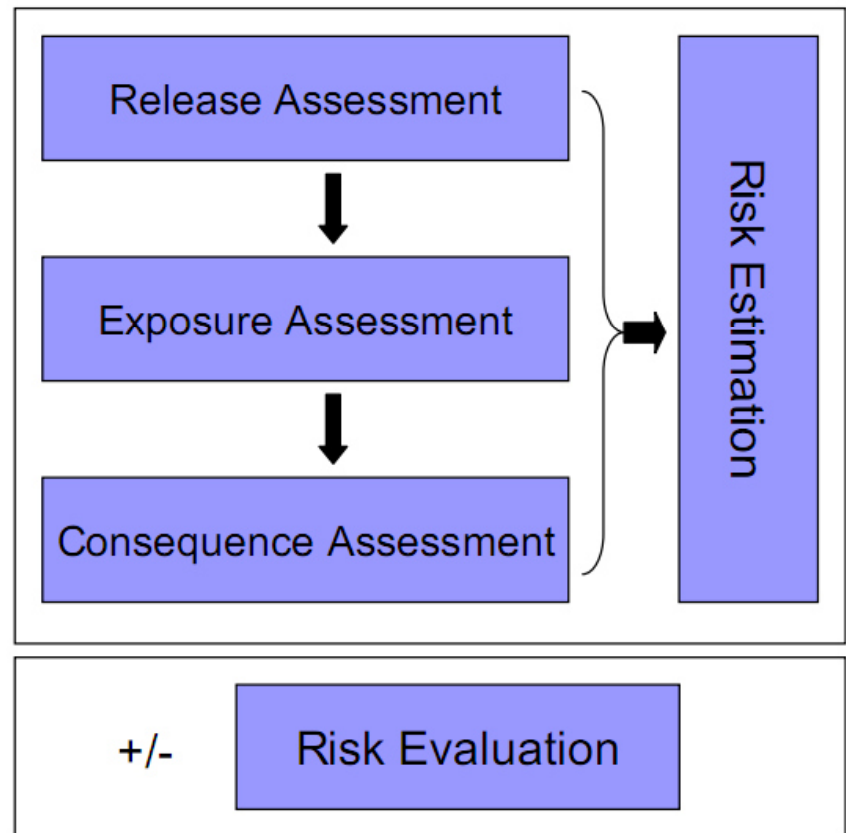 Release Assessment
Exposure Assessment
Consequence Assessment
Risk Estimation
+/-
Risk Evaluation